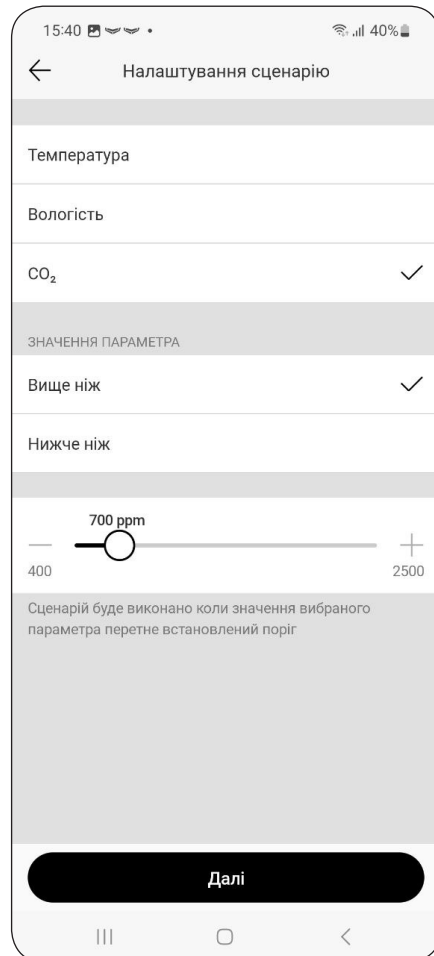 15:40 40%
Налаштування сценарію
Температура
Вологість
CO₂
ЗНАЧЕННЯ ПАРАМЕТРА
Вище ніж
Нижче ніж
700 ppm
400 2500
Сценарій буде виконано коли значення вибраного
параметра перетне встановлений поріг
Далі